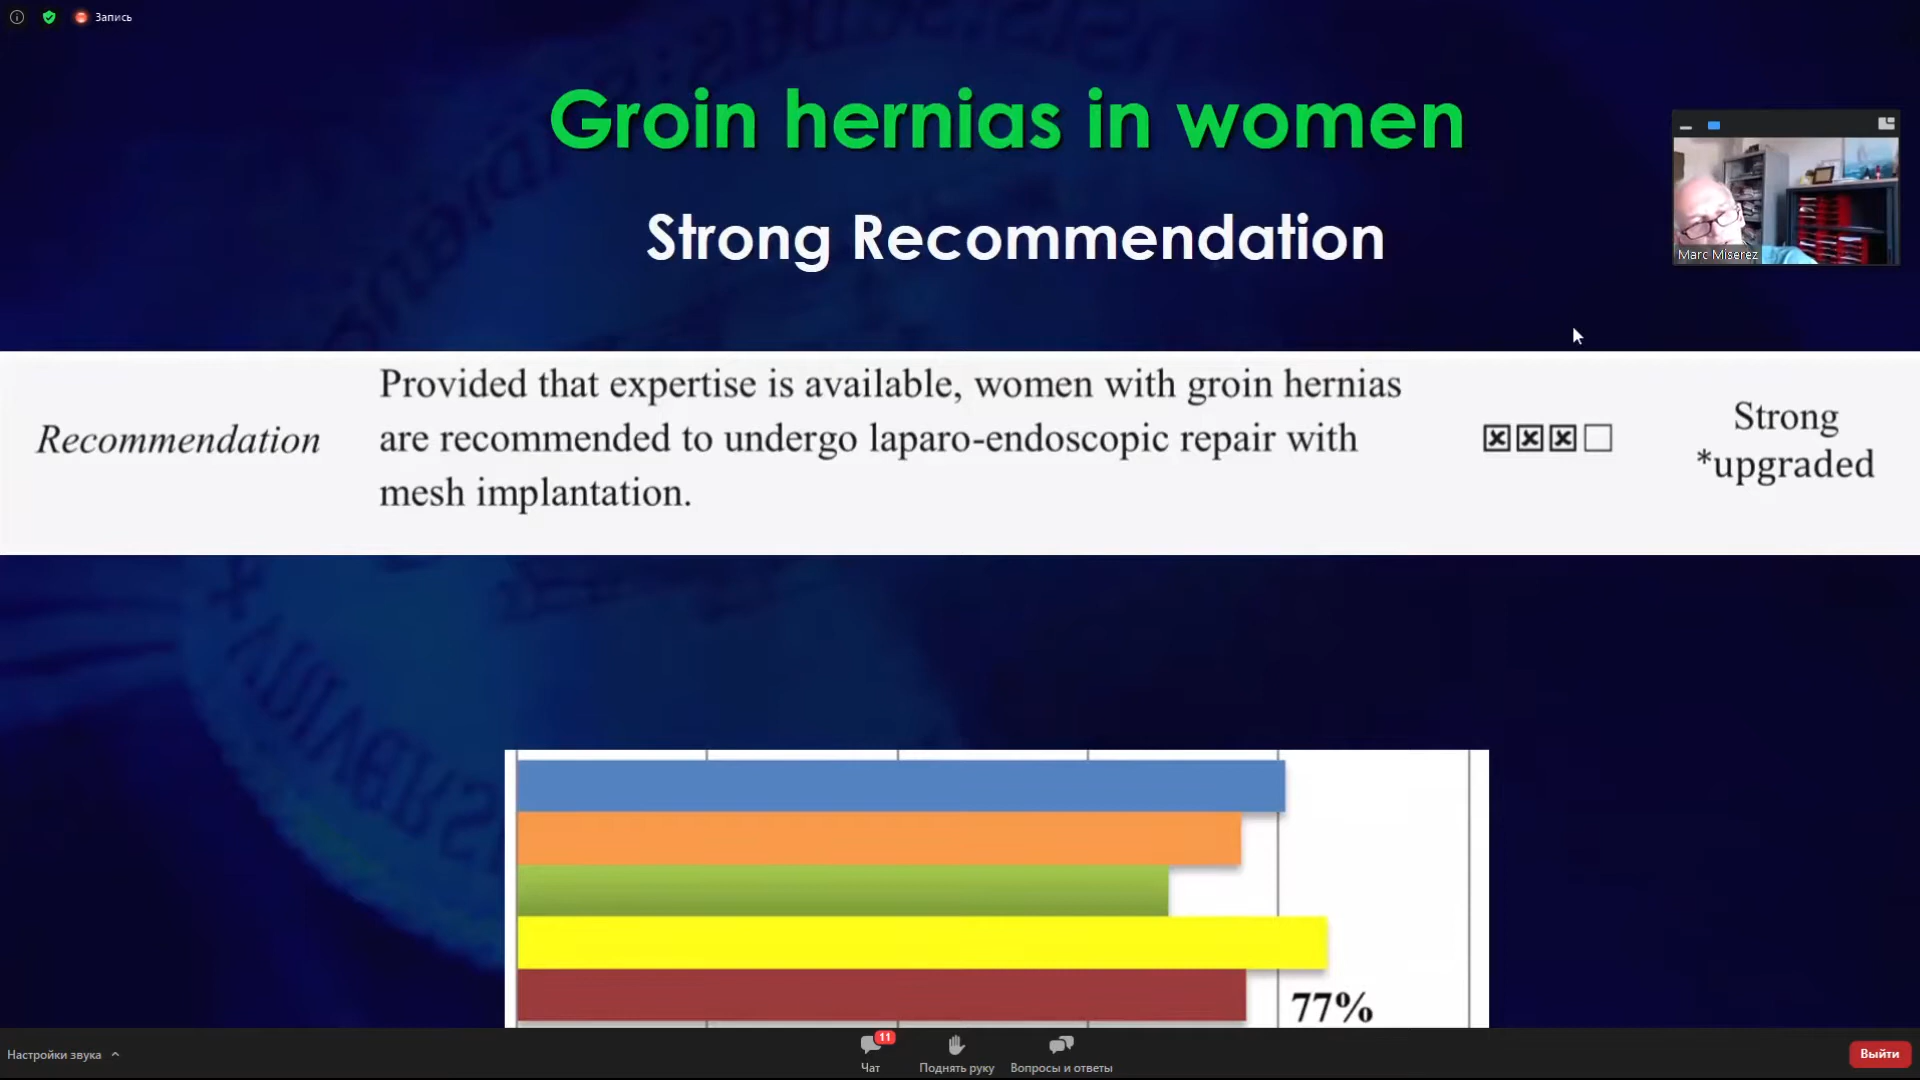 Запись
Groin hernias in women
Strong Recommendation
Marc Miserez
Recommendation
Provided that expertise is available, women with groin hernias
are recommended to undergo laparo-endoscopic repair with
mesh implantation.
Strong
*upgraded
77%
Настройки звука
11
Чат
Поднять руку
Вопросы и ответы
Выйти